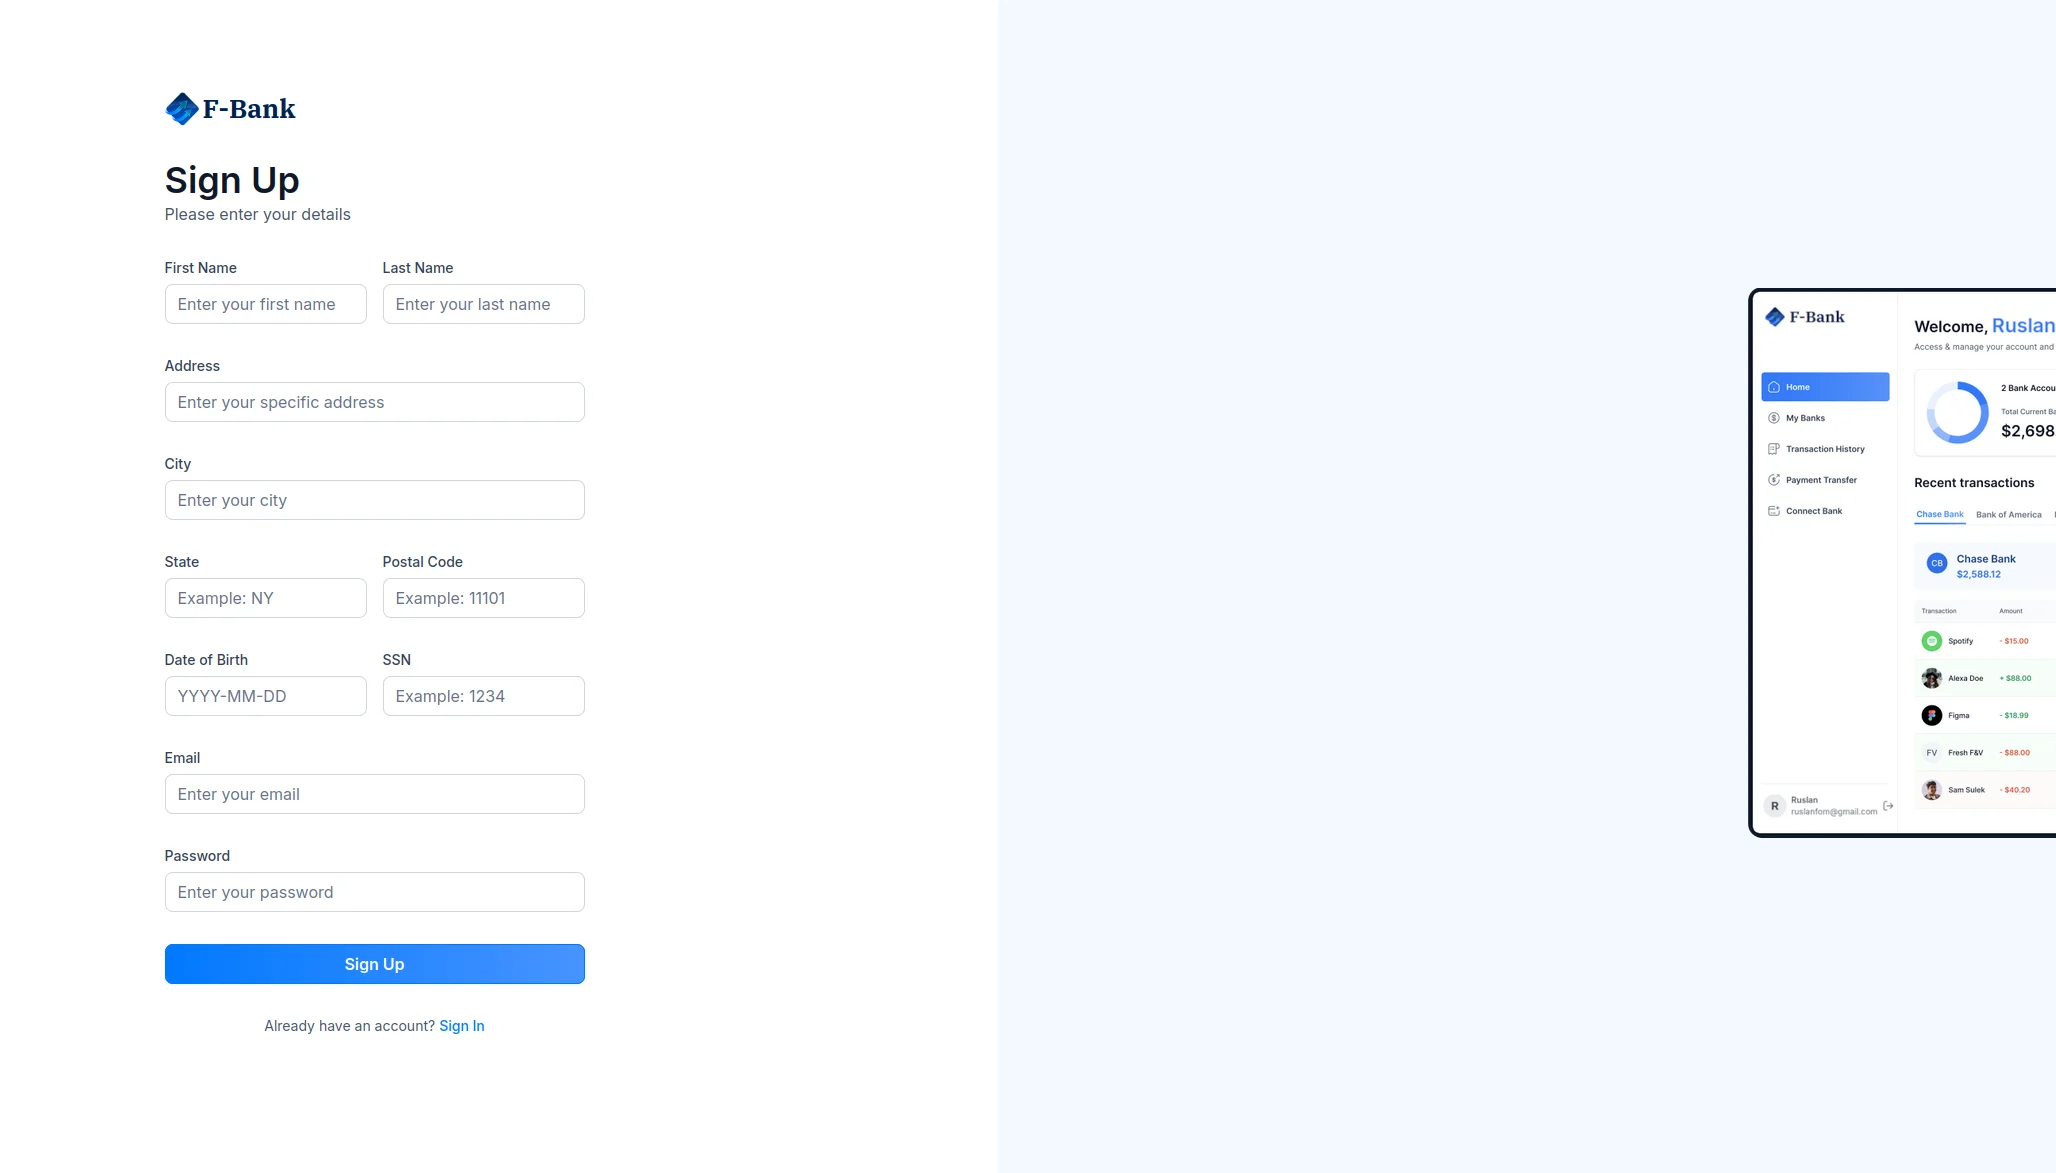 F-Bank
Sign Up
Please enter your details
First Name
Last Name
Enter your first name
Enter your last name
Address
Enter your specific address
City
Enter your city
State
Postal Code
Example: NY
Example: 11101
Date of Birth
SSN
YYYY-MM-DD
Example: 1234
Email
Enter your email
Password
Enter your password
Sign Up
Already have an account? Sign In
F-Bank
Home
My Banks
Transaction History
Payment Transfer
Connect Bank
R
Ruslan
ruslanfom@gmail.com
Welcome, Ruslan
Access & manage your account and
2 Bank Accou
Total Current Ba
$2,698
Recent transactions
Chase Bank
Bank of America
CB
Chase Bank
$2,588.12
Transaction
Amount
Spotify
- $15.00
Alexa Doe
+ $88.00
Figma
- $18.99
FV
Fresh F&V
- $88.00
Sam Sulek
- $40.20